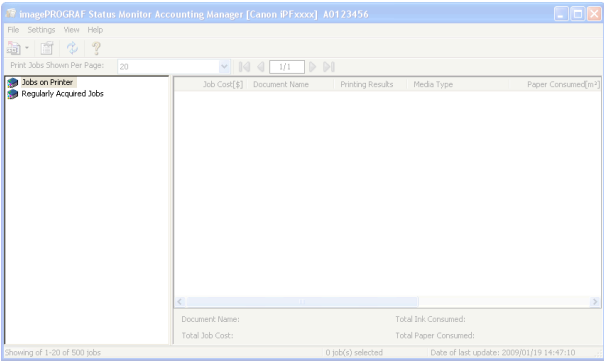 imagePROGRAF Status Monitor Accounting Manager [Canon iPFxxxx] A0123456
File Settings View Help
Print Jobs Shown Per Page: 20 1/1
Jobs on Printer
Regularly Acquired Jobs
Job Cost[$] Document Name Printing Results Media Type Paper Consumed[m²]
Document Name: Total Ink Consumed:
Total Job Cost: Total Paper Consumed:
Showing of 1-20 of 500 jobs 0 job(s) selected Date of last update: 2009/01/19 14:47:10